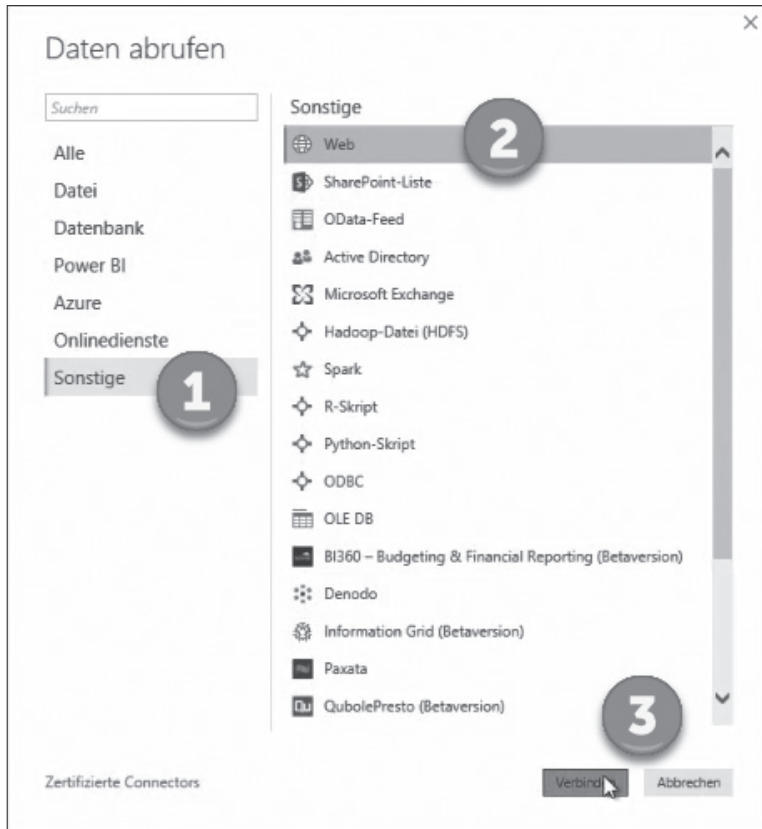 Daten abrufen
Suchen
Alle
Datei
Datenbank
Power BI
Azure
Onlinedienste
Sonstige
1
Sonstige
2
Web
SharePoint-Liste
OData-Feed
Active Directory
Microsoft Exchange
Hadoop-Datei (HDFS)
Spark
R-Skript
Python-Skript
ODBC
OLE DB
BI360 – Budgeting & Financial Reporting (Betaversion)
Denodo
Information Grid (Betaversion)
Paxata
Qu QubolePresto (Betaversion)
3
Zertifizierte Connectors
Abbrechen